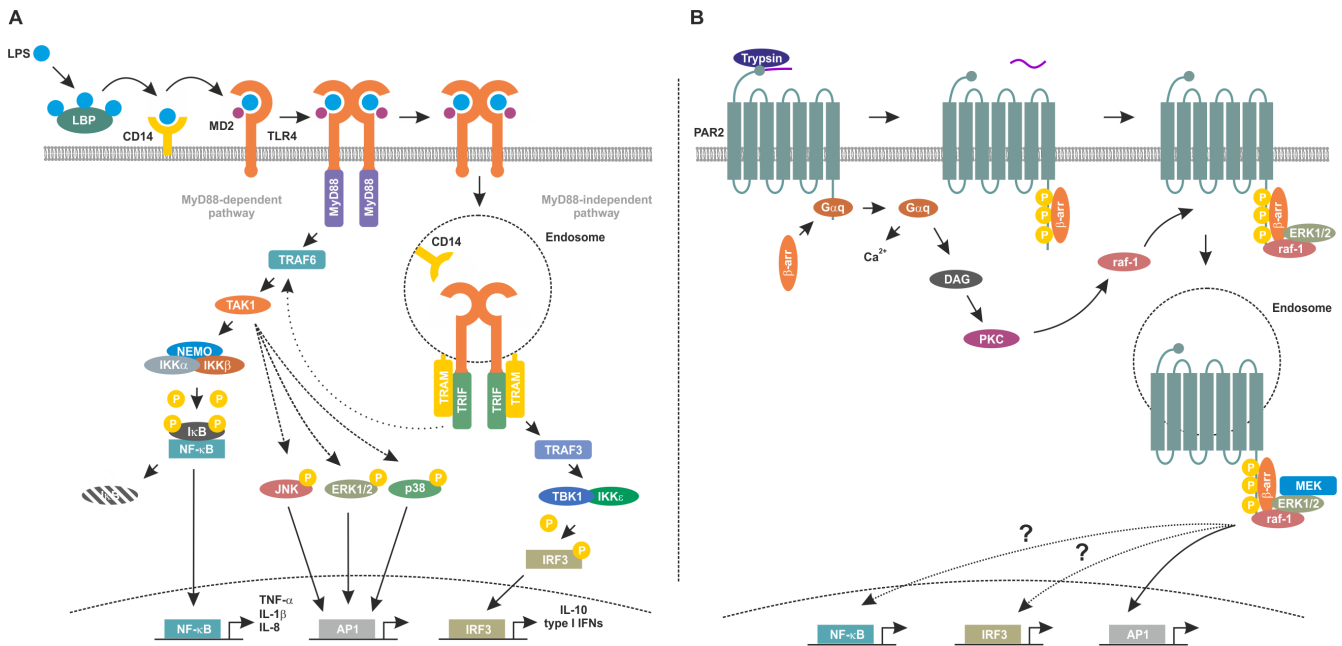 A
LPS
LBP
CD14
MD2
TLR4
MyD88
MyD88
MyD88-dependent
pathway
MyD88-independent
pathway
Endosome
CD14
TRAF6
TAK1
NEMO
IKKα
IKKβ
P
P
P
P
IκB
NF-κB
IκB
TRAM
TRIF
TRIF
TRAM
TRAF3
JNK
P
ERK1/2
P
p38
P
TBK1
IKKε
P
P
IRF3
NF-κB
TNF-α
IL-1β
IL-8
AP1
IRF3
IL-10
type I IFNs
B
Trypsin
PAR2
Gαq
Gαq
β-arr
Ca2+
DAG
PKC
raf-1
P
P
P
β-arr
P
P
P
β-arr
ERK1/2
raf-1
Endosome
P
P
P
β-arr
MEK
ERK1/2
raf-1
?
?
NF-κB
IRF3
AP1